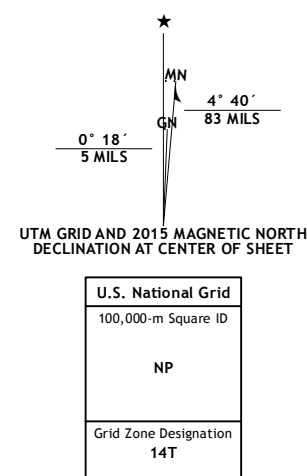 ★
MN
GN
4° 40´
83 MILS
0° 18´
5 MILS
UTM GRID AND 2015 MAGNETIC NORTH
DECLINATION AT CENTER OF SHEET
U.S. National Grid
100,000-m Square ID
NP
Grid Zone Designation
14T